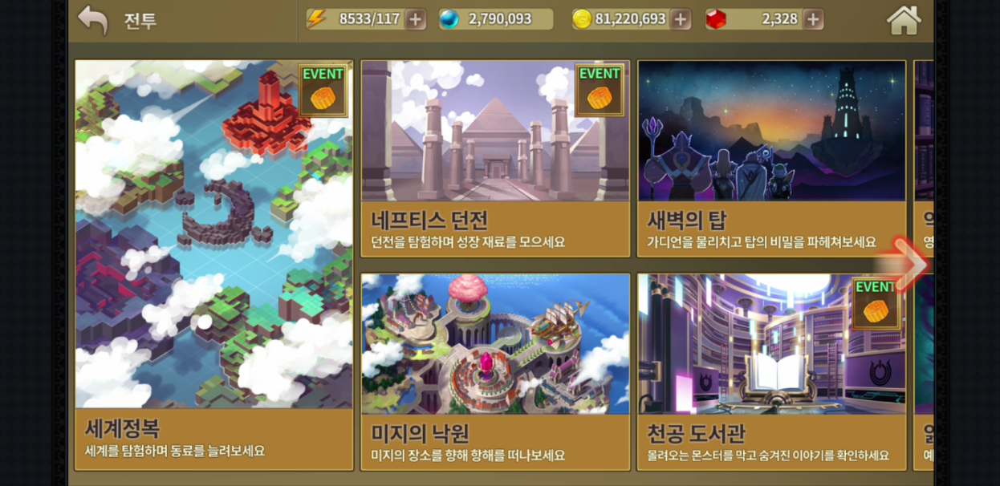 전투
8533/117
2,790,093
81,220,693
2,328
EVENT
세계정복
세계를 탐험하며 동료를 늘려보세요
EVENT
네프티스 던전
던전을 탐험하며 성장 재료를 모으세요
새벽의 탑
가디언을 물리치고 탑의 비밀을 파헤쳐보세요
미지의 낙원
미지의 장소를 향해 항해를 떠나보세요
EVENT
천공 도서관
몰려오는 몬스터를 막고 숨겨진 이야기를 확인하세요
영
예